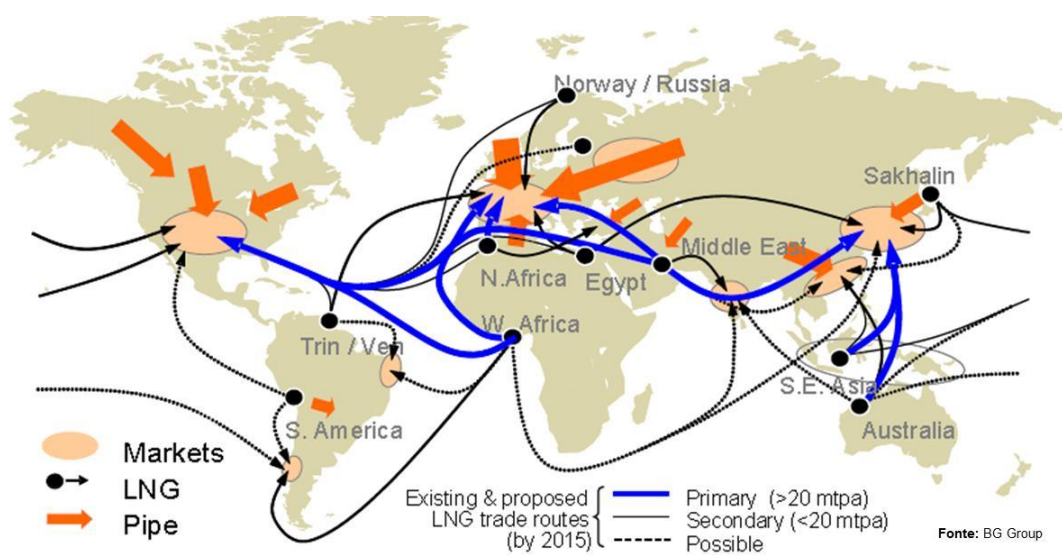 Norway / Russia
Sakhalin
Middle East
N.Africa
Egypt
W. Africa
Trin / Ven
S.E. Asia
S. America
Australia
Markets
LNG
Pipe
Existing & proposed
LNG trade routes
(by 2015)
Primary (>20 mtpa)
Secondary (<20 mtpa)
Possible
Fonte: BG Group